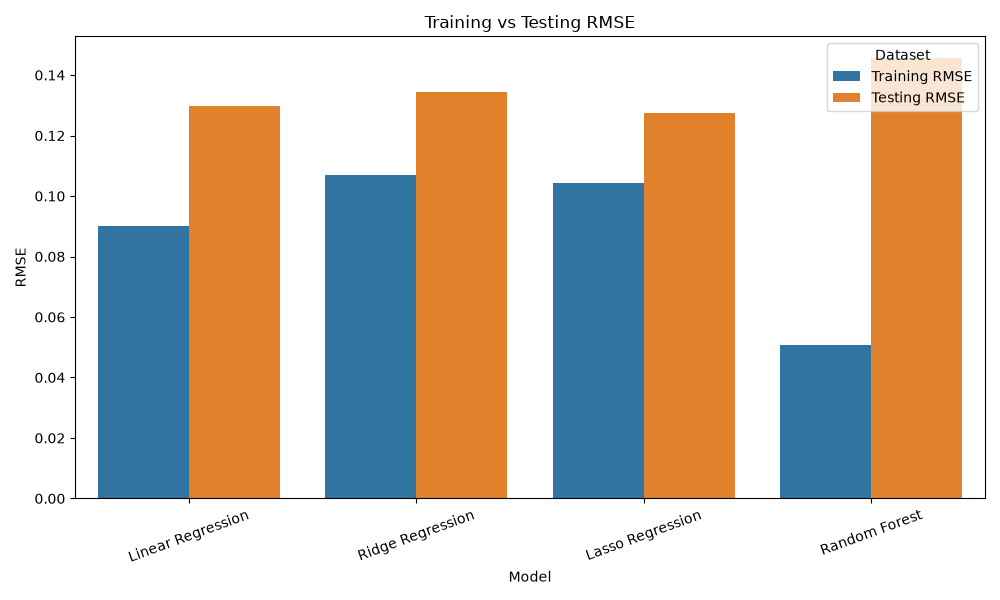 Training vs Testing RMSE
Dataset
Training RMSE
Testing RMSE
RMSE
0.14
0.12
0.10
0.08
0.06
0.04
0.02
0.00
Linear Regression
Ridge Regression
Lasso Regression
Random Forest
Model